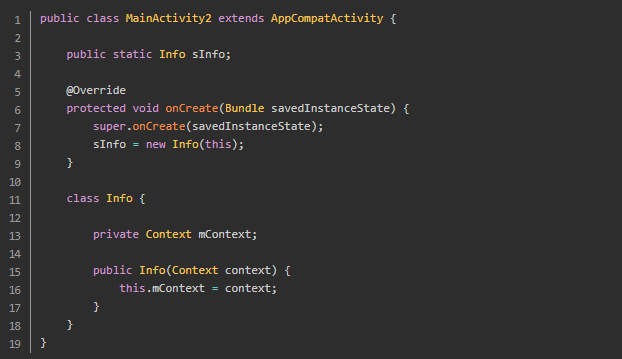 1 public class MainActivity2 extends AppCompatActivity {
2
3     public static Info sInfo;
4
5     @Override
6     protected void onCreate(Bundle savedInstanceState) {
7         super.onCreate(savedInstanceState);
8         sInfo = new Info(this);
9     }
10
11     class Info {
12
13         private Context mContext;
14
15         public Info(Context context) {
16             this.mContext = context;
17         }
18     }
19 }